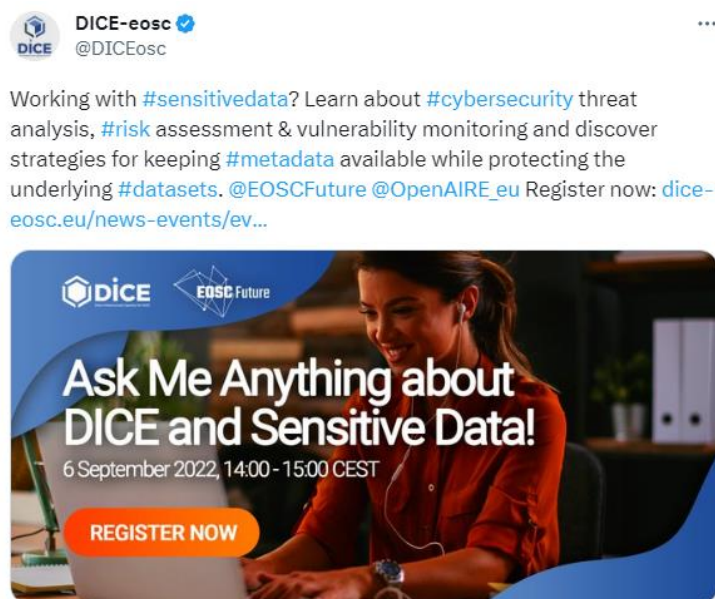 DICE-eosc
DICE
@DICEosc
Working with #sensitivedata? Learn about #cybersecurity threat
analysis, #risk assessment & vulnerability monitoring and discover
strategies for keeping #metadata available while protecting the
underlying #datasets. @EOSCFuture @OpenAIRE_eu Register now: dice-
eosc.eu/news-events/ev...
DICE
EOSC Future
Ask Me Anything about
DICE and Sensitive Data!
6 September 2022, 14:00 - 15:00 CEST
REGISTER NOW